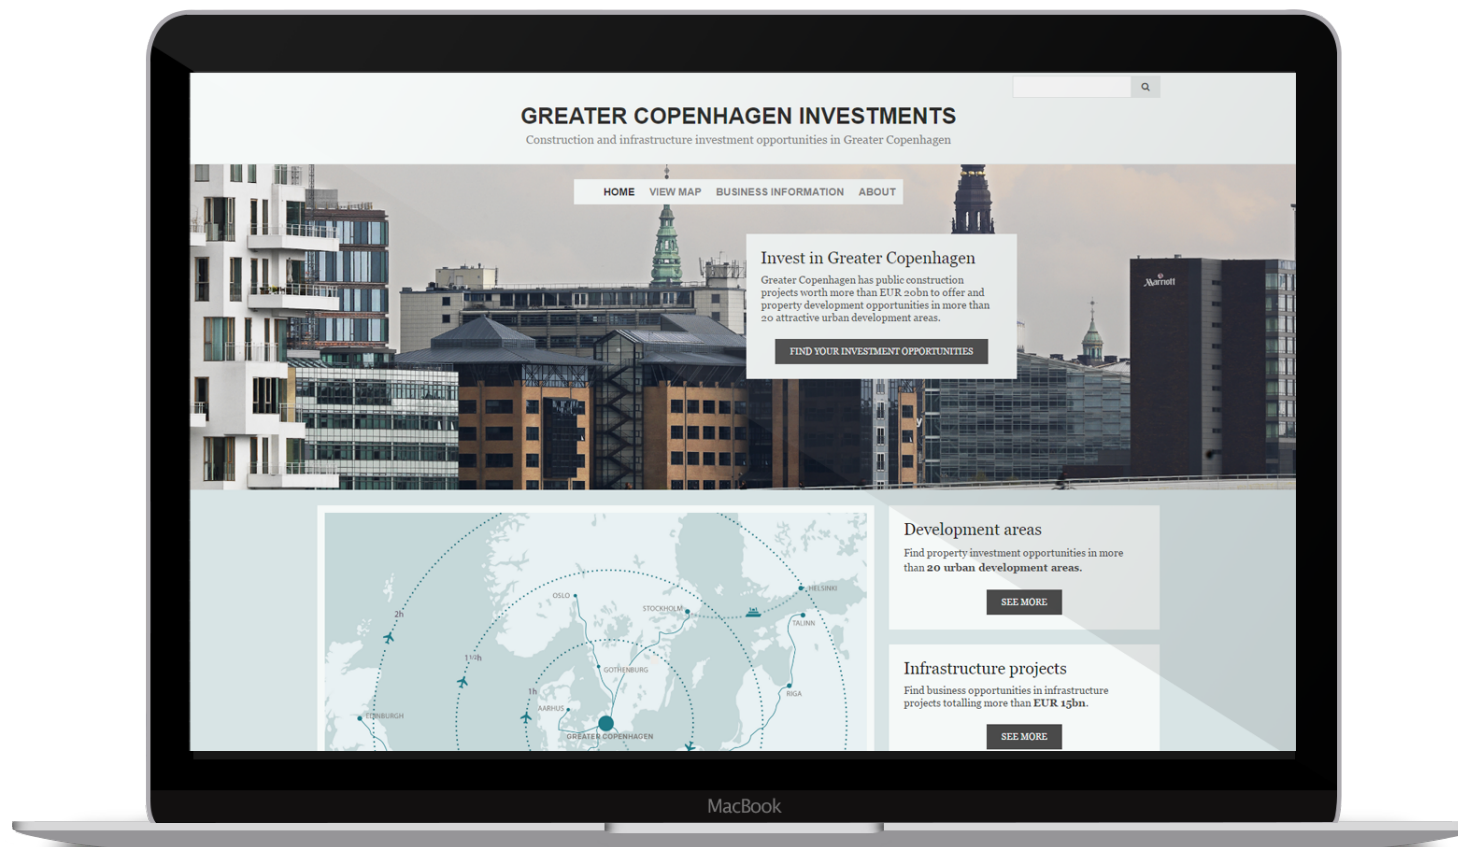 GREATER COPENHAGEN INVESTMENTS
Construction and infrastructure investment opportunities in Greater Copenhagen
HOME VIEW MAP BUSINESS INFORMATION ABOUT
Invest in Greater Copenhagen
Greater Copenhagen has public construction
projects worth more than EUR 20bn to offer and
property development opportunities in more than
20 attractive urban development areas.
FIND YOUR INVESTMENT OPPORTUNITIES
Marriott
Development areas
Find property investment opportunities in more
than 20 urban development areas.
SEE MORE
Infrastructure projects
Find business opportunities in infrastructure
projects totalling more than EUR 15bn.
SEE MORE
HELSINKI
OSLO
STOCKHOLM
2h
TALINN
1½h
GOTHENBURG
1h
RIGA
AARHUS
EDINBURGH
GREATER COPENHAGEN
MacBook